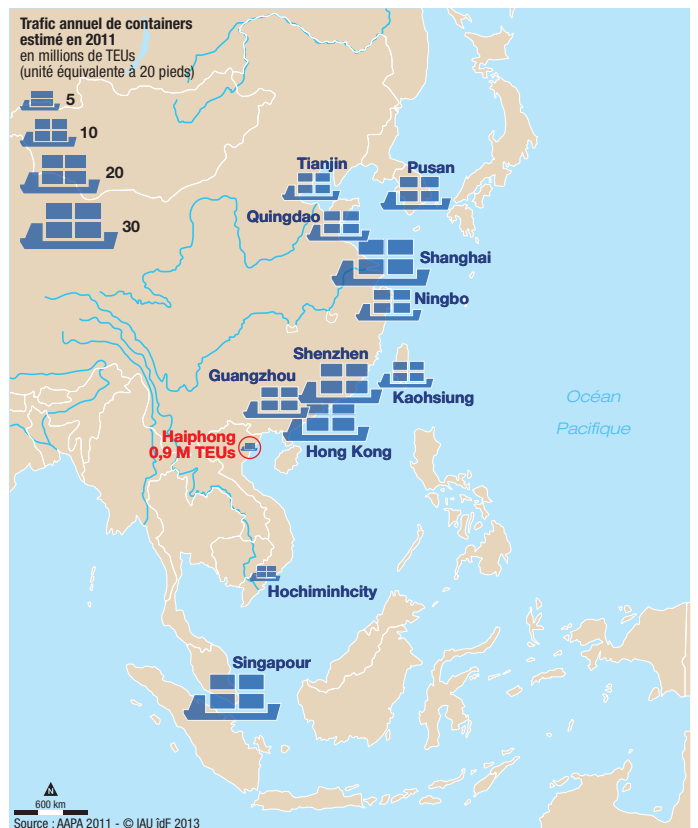 Trafic annuel de containers
estimé en 2011
en millions de TEUs
(unité équivalente à 20 pieds)
5
10
20
30
Tianjin
Pusan
Quingdao
Shanghai
Ningbo
Shenzhen
Guangzhou
Kaohsiung
Océan
Pacifique
Haiphong
0,9 M TEUs
Hong Kong
Hochiminhcity
Singapour
N
600 km
Source : AAPA 2011 - © IAU îdF 2013